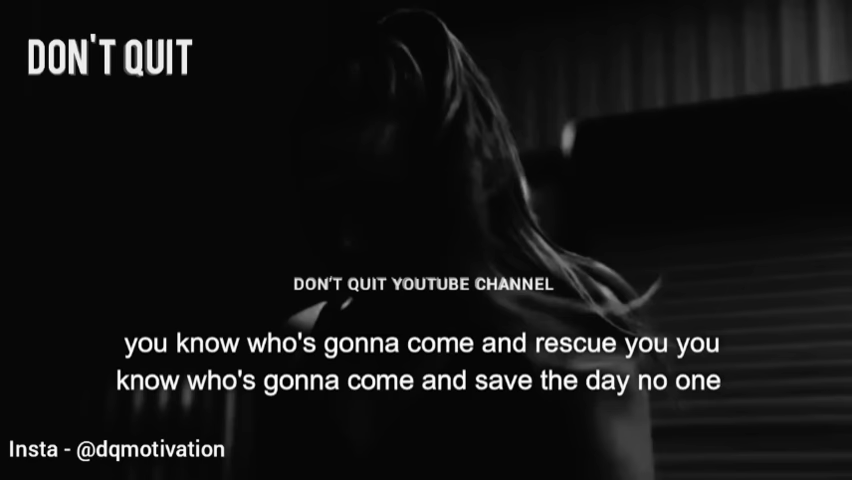 DON'T QUIT
DON'T QUIT YOUTUBE CHANNEL
you know who's gonna come and rescue you you
know who's gonna come and save the day no one
Insta - @dqmotivation